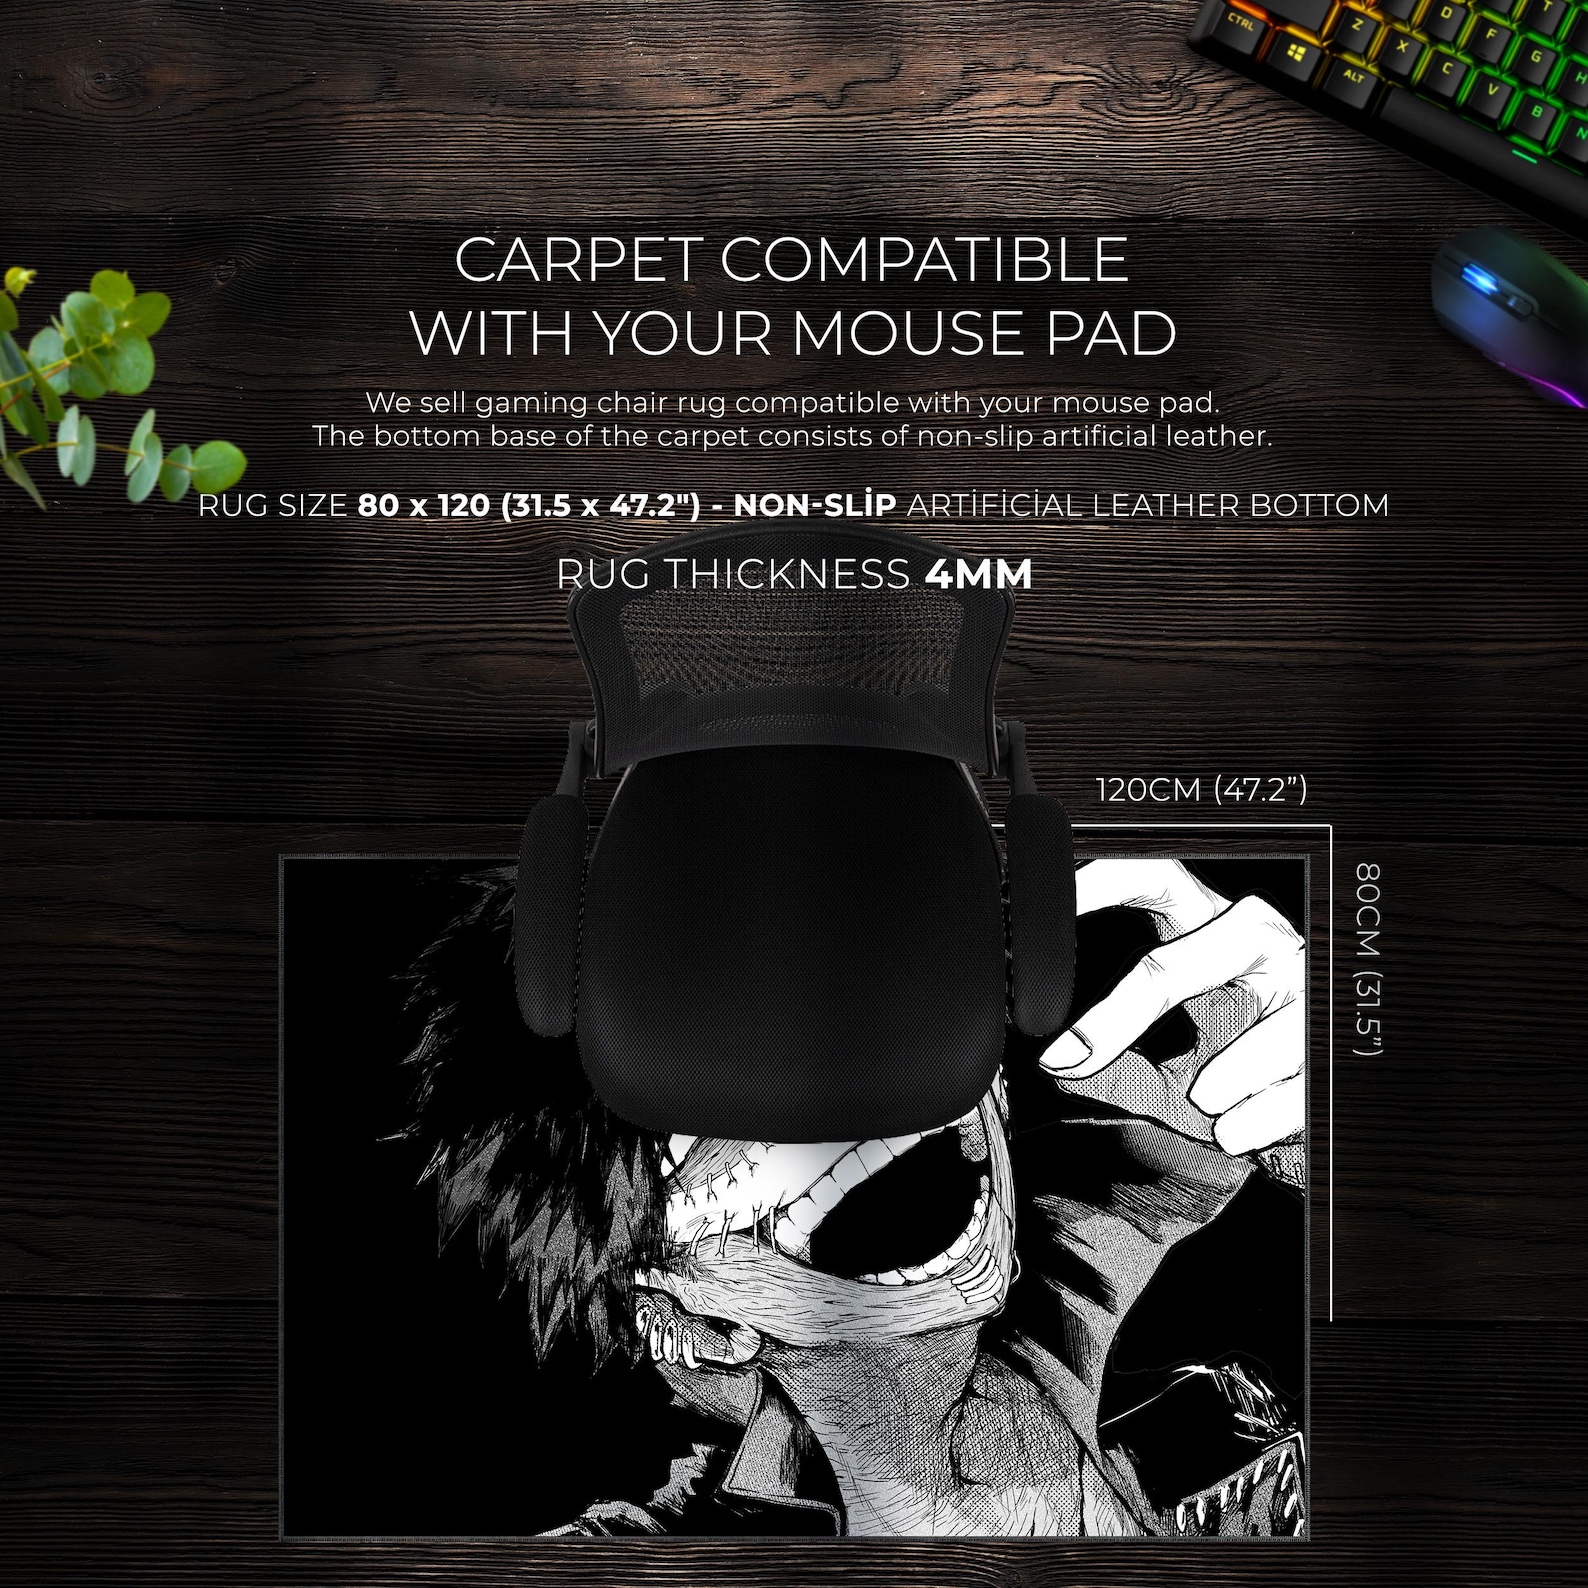 CARPET COMPATIBLE
WITH YOUR MOUSE PAD
We sell gaming chair rug compatible with your mouse pad.
The bottom base of the carpet consists of non-slip artificial leather.
RUG SIZE 80 x 120 (31.5 x 47.2") - NON-SLİP ARTİFİCİAL LEATHER BOTTOM
RUG THICKNESS 4MM
120CM (47.2”)
80CM (31.5”)
CTRL
Z
D
T
X
F
ALT
C
G
V
H
B
N